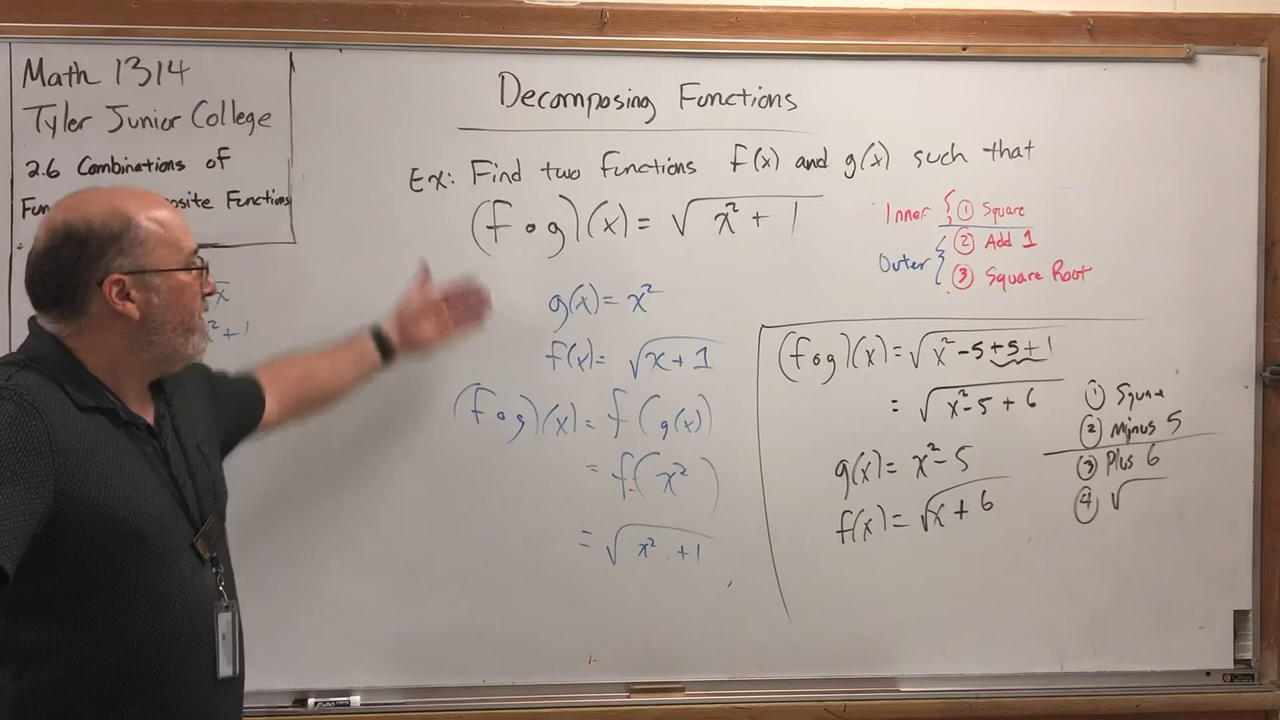 Math 1314
Tyler Junior College
2.6 Combinations of
Functions
Decomposing Functions
Ex: Find two functions f(x) and g(x) such that
(f∘g)(x) = √(x² + 1)
Inner { ① Square
Outer { ② Add 1
③ Square Root
g(x) = x²
f(x) = √(x + 1)
(f∘g)(x) = f(g(x))
= f(x²)
= √(x² + 1)
(f∘g)(x) = √(x² - 5 + 5 + 1)
= √(x² - 5 + 6)
g(x) = x² - 5
f(x) = √(x + 6)
① Square
② Minus 5
③ Plus 6
④ √